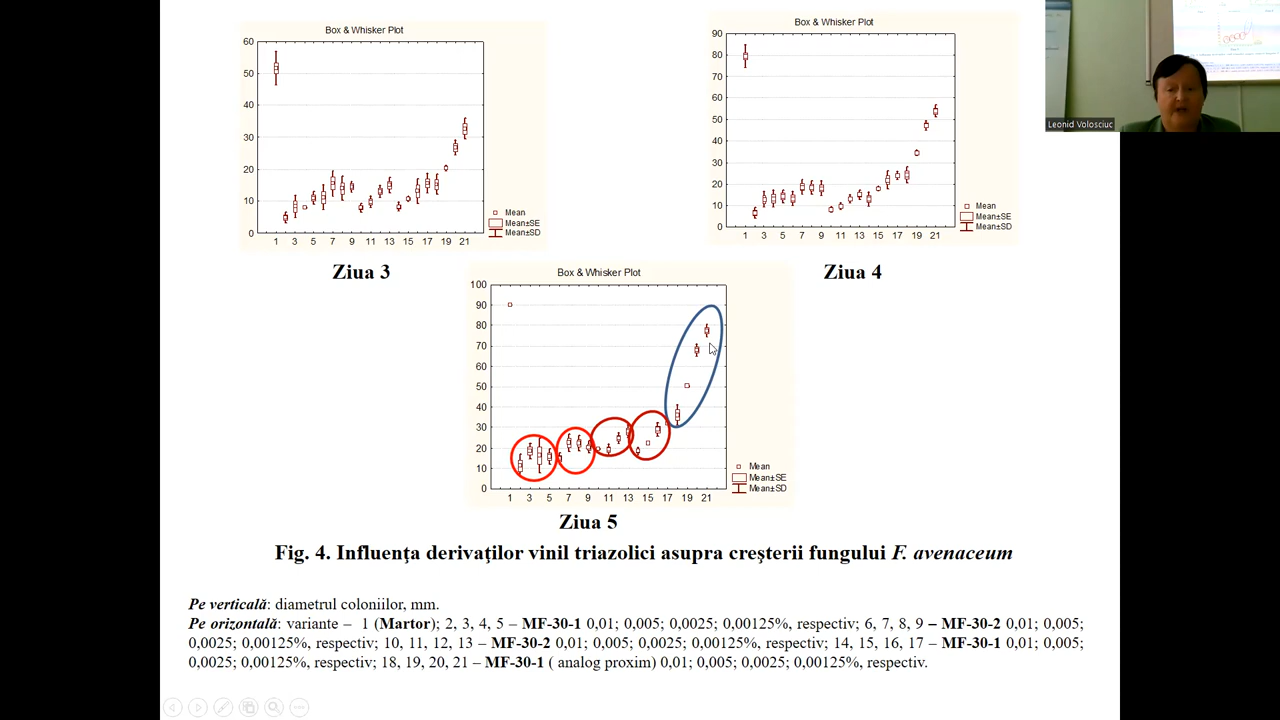 Box & Whisker Plot
60
50
40
30
20
10
0
1 3 5 7 9 11 13 15 17 19 21
Mean
Mean±SE
Mean±SD
Ziua 3
Box & Whisker Plot
90
80
70
60
50
40
30
20
10
0
1 3 5 7 9 11 13 15 17 19 21
Mean
Mean±SE
Mean±SD
Ziua 4
Leonid Volosciuc
Box & Whisker Plot
100
90
80
70
60
50
40
30
20
10
0
1 3 5 7 9 11 13 15 17 19 21
Mean
Mean±SE
Mean±SD
Ziua 5
Fig. 4. Influenţa derivaţilor vinil triazolici asupra creşterii fungului F. avenaceum
Pe verticală: diametrul coloniilor, mm.
Pe orizontală: variante – 1 (Martor); 2, 3, 4, 5 – MF-30-1 0,01; 0,005; 0,0025; 0,00125%, respectiv; 6, 7, 8, 9 – MF-30-2 0,01; 0,005;
0,0025; 0,00125%, respectiv; 10, 11, 12, 13 – MF-30-2 0,01; 0,005; 0,0025; 0,00125%, respectiv; 14, 15, 16, 17 – MF-30-1 0,01; 0,005;
0,0025; 0,00125%, respectiv; 18, 19, 20, 21 – MF-30-1 ( analog proxim) 0,01; 0,005; 0,0025; 0,00125%, respectiv.